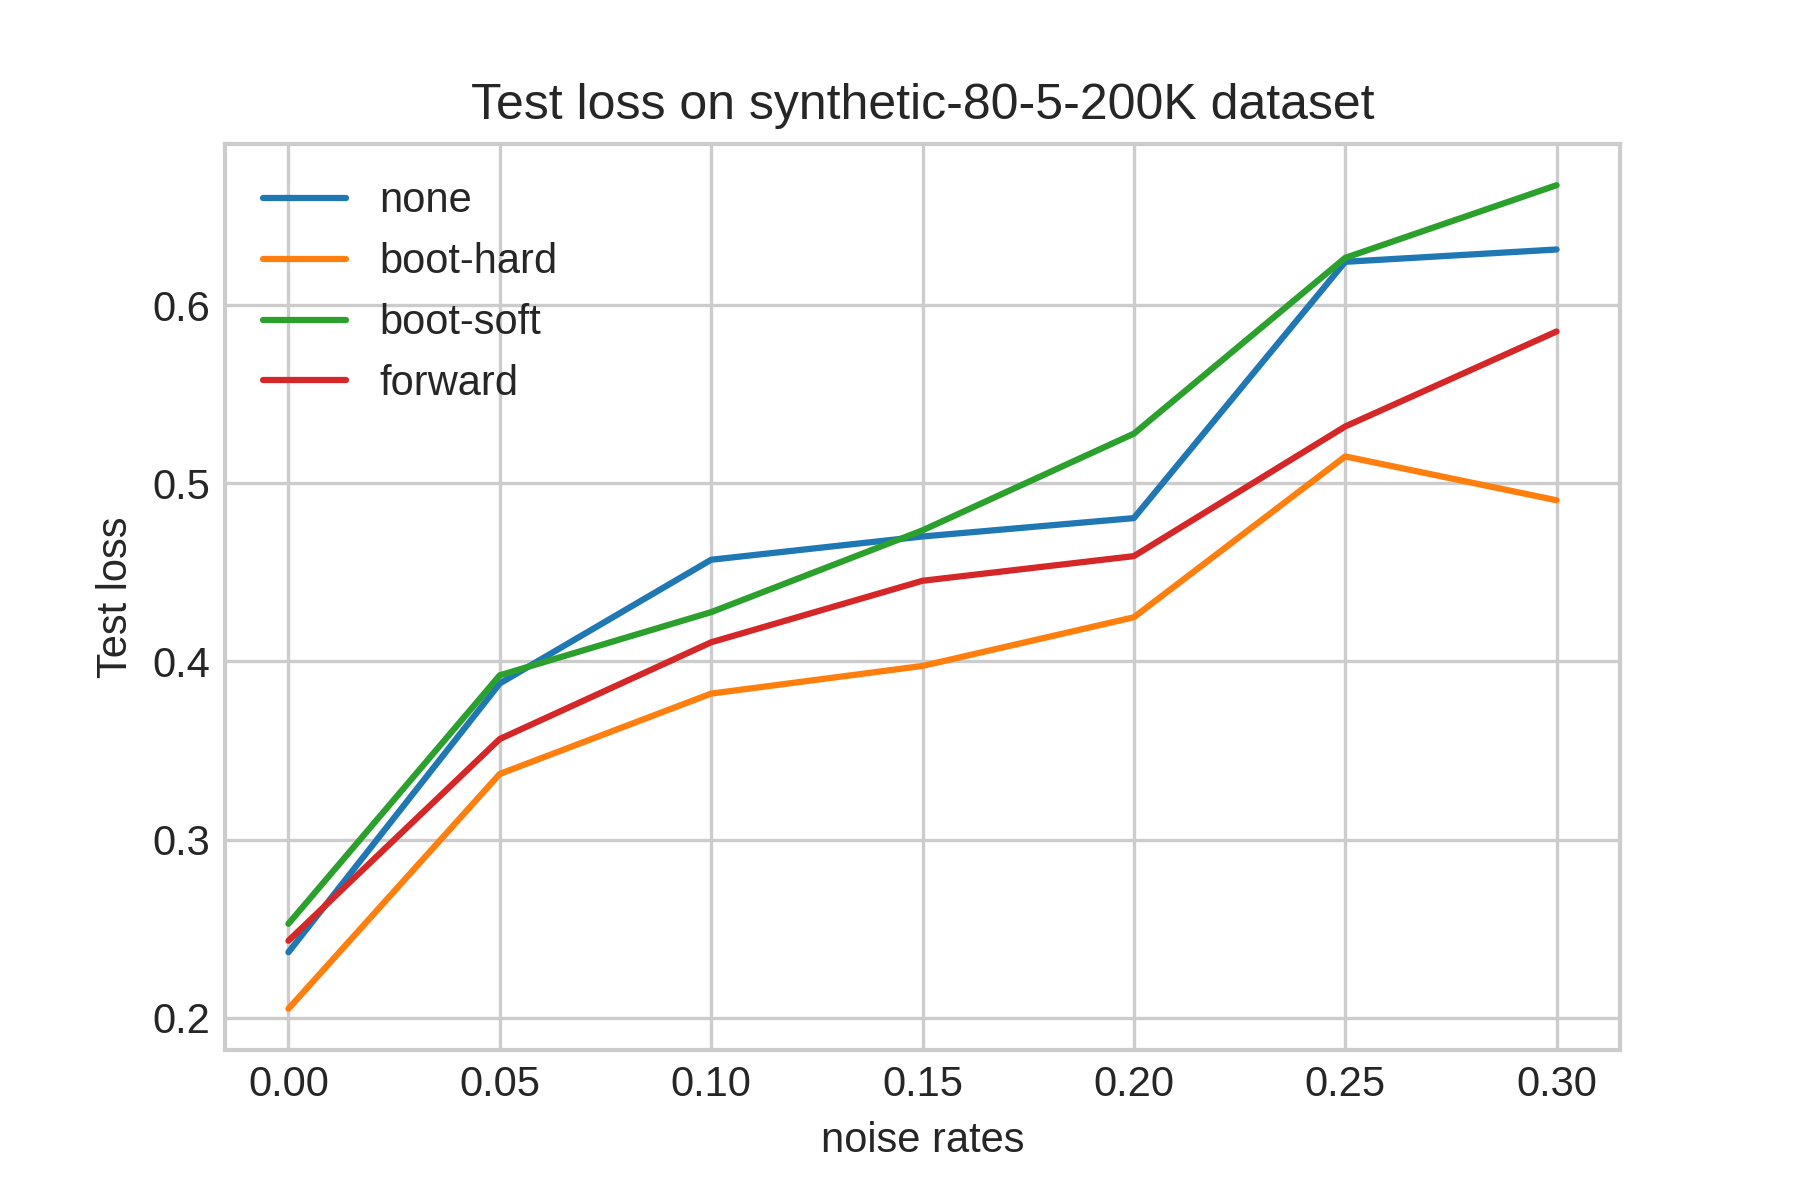 Test loss on synthetic-80-5-200K dataset
none
boot-hard
boot-soft
forward
Test loss
0.6
0.5
0.4
0.3
0.2
0.00 0.05 0.10 0.15 0.20 0.25 0.30
noise rates